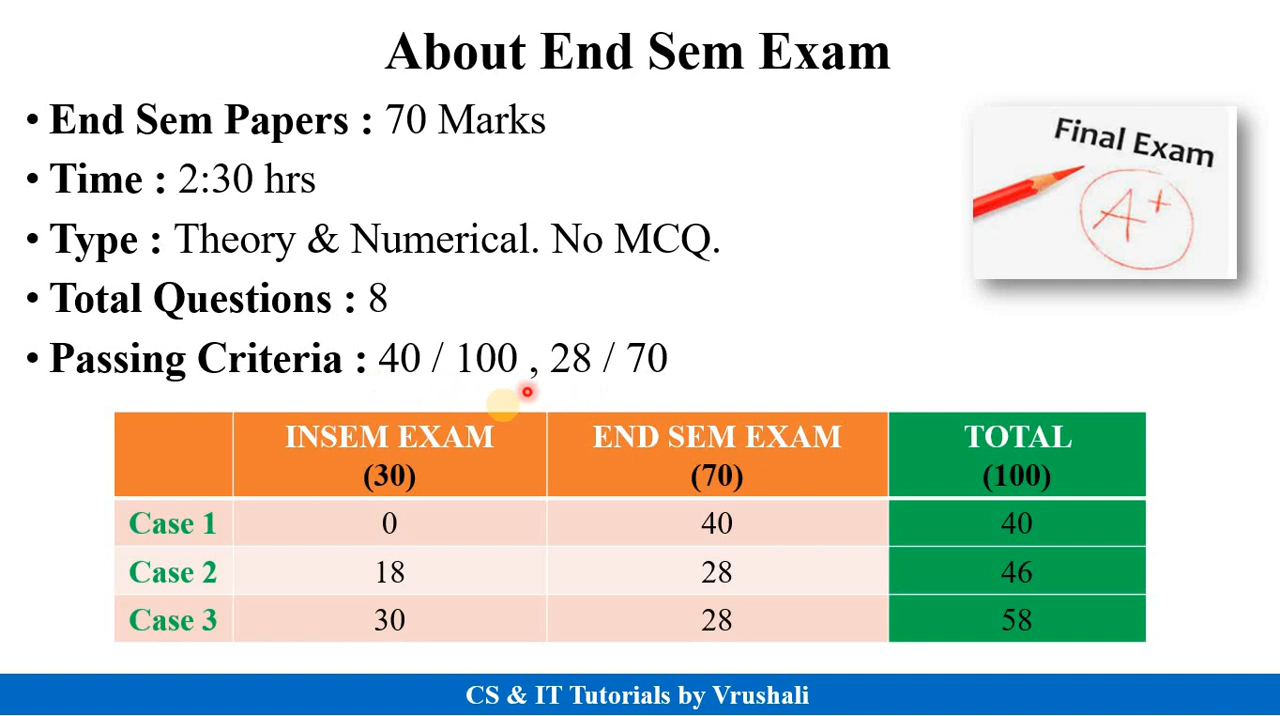 About End Sem Exam
• End Sem Papers : 70 Marks
• Time : 2:30 hrs
• Type : Theory & Numerical. No MCQ.
• Total Questions : 8
• Passing Criteria : 40 / 100 , 28 / 70
Final Exam
A+
INSEM EXAM (30) END SEM EXAM (70) TOTAL (100)
Case 1 0 40 40
Case 2 18 28 46
Case 3 30 28 58
CS & IT Tutorials by Vrushali